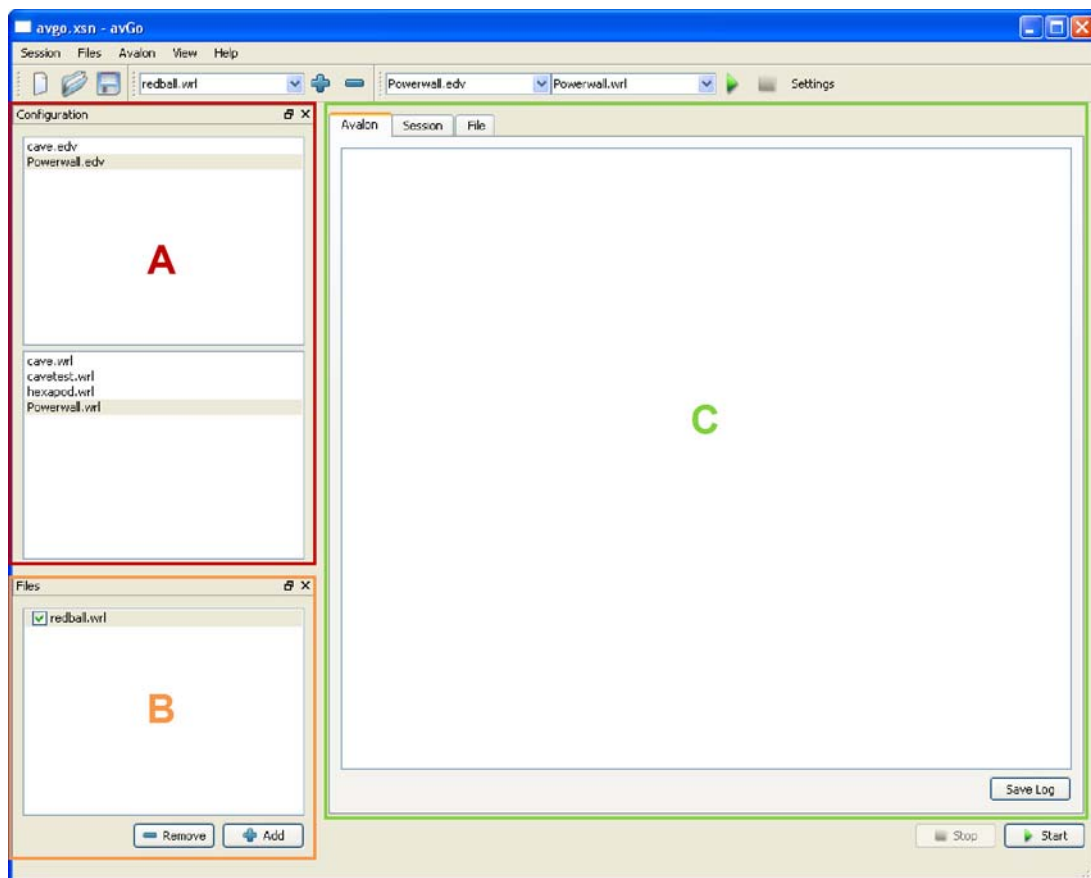 avgo.xsn - avGo
Session Files Avalon View Help
redball.wrl Powerwall.edv Powerwall.wrl Settings
Configuration
cave.edv
Powerwall.edv
A
cave.wrl
cavetest.wrl
hexapod.wrl
Powerwall.wrl
Files
redball.wrl
B
Remove Add
Avalon Session File
C
Save Log
Stop Start